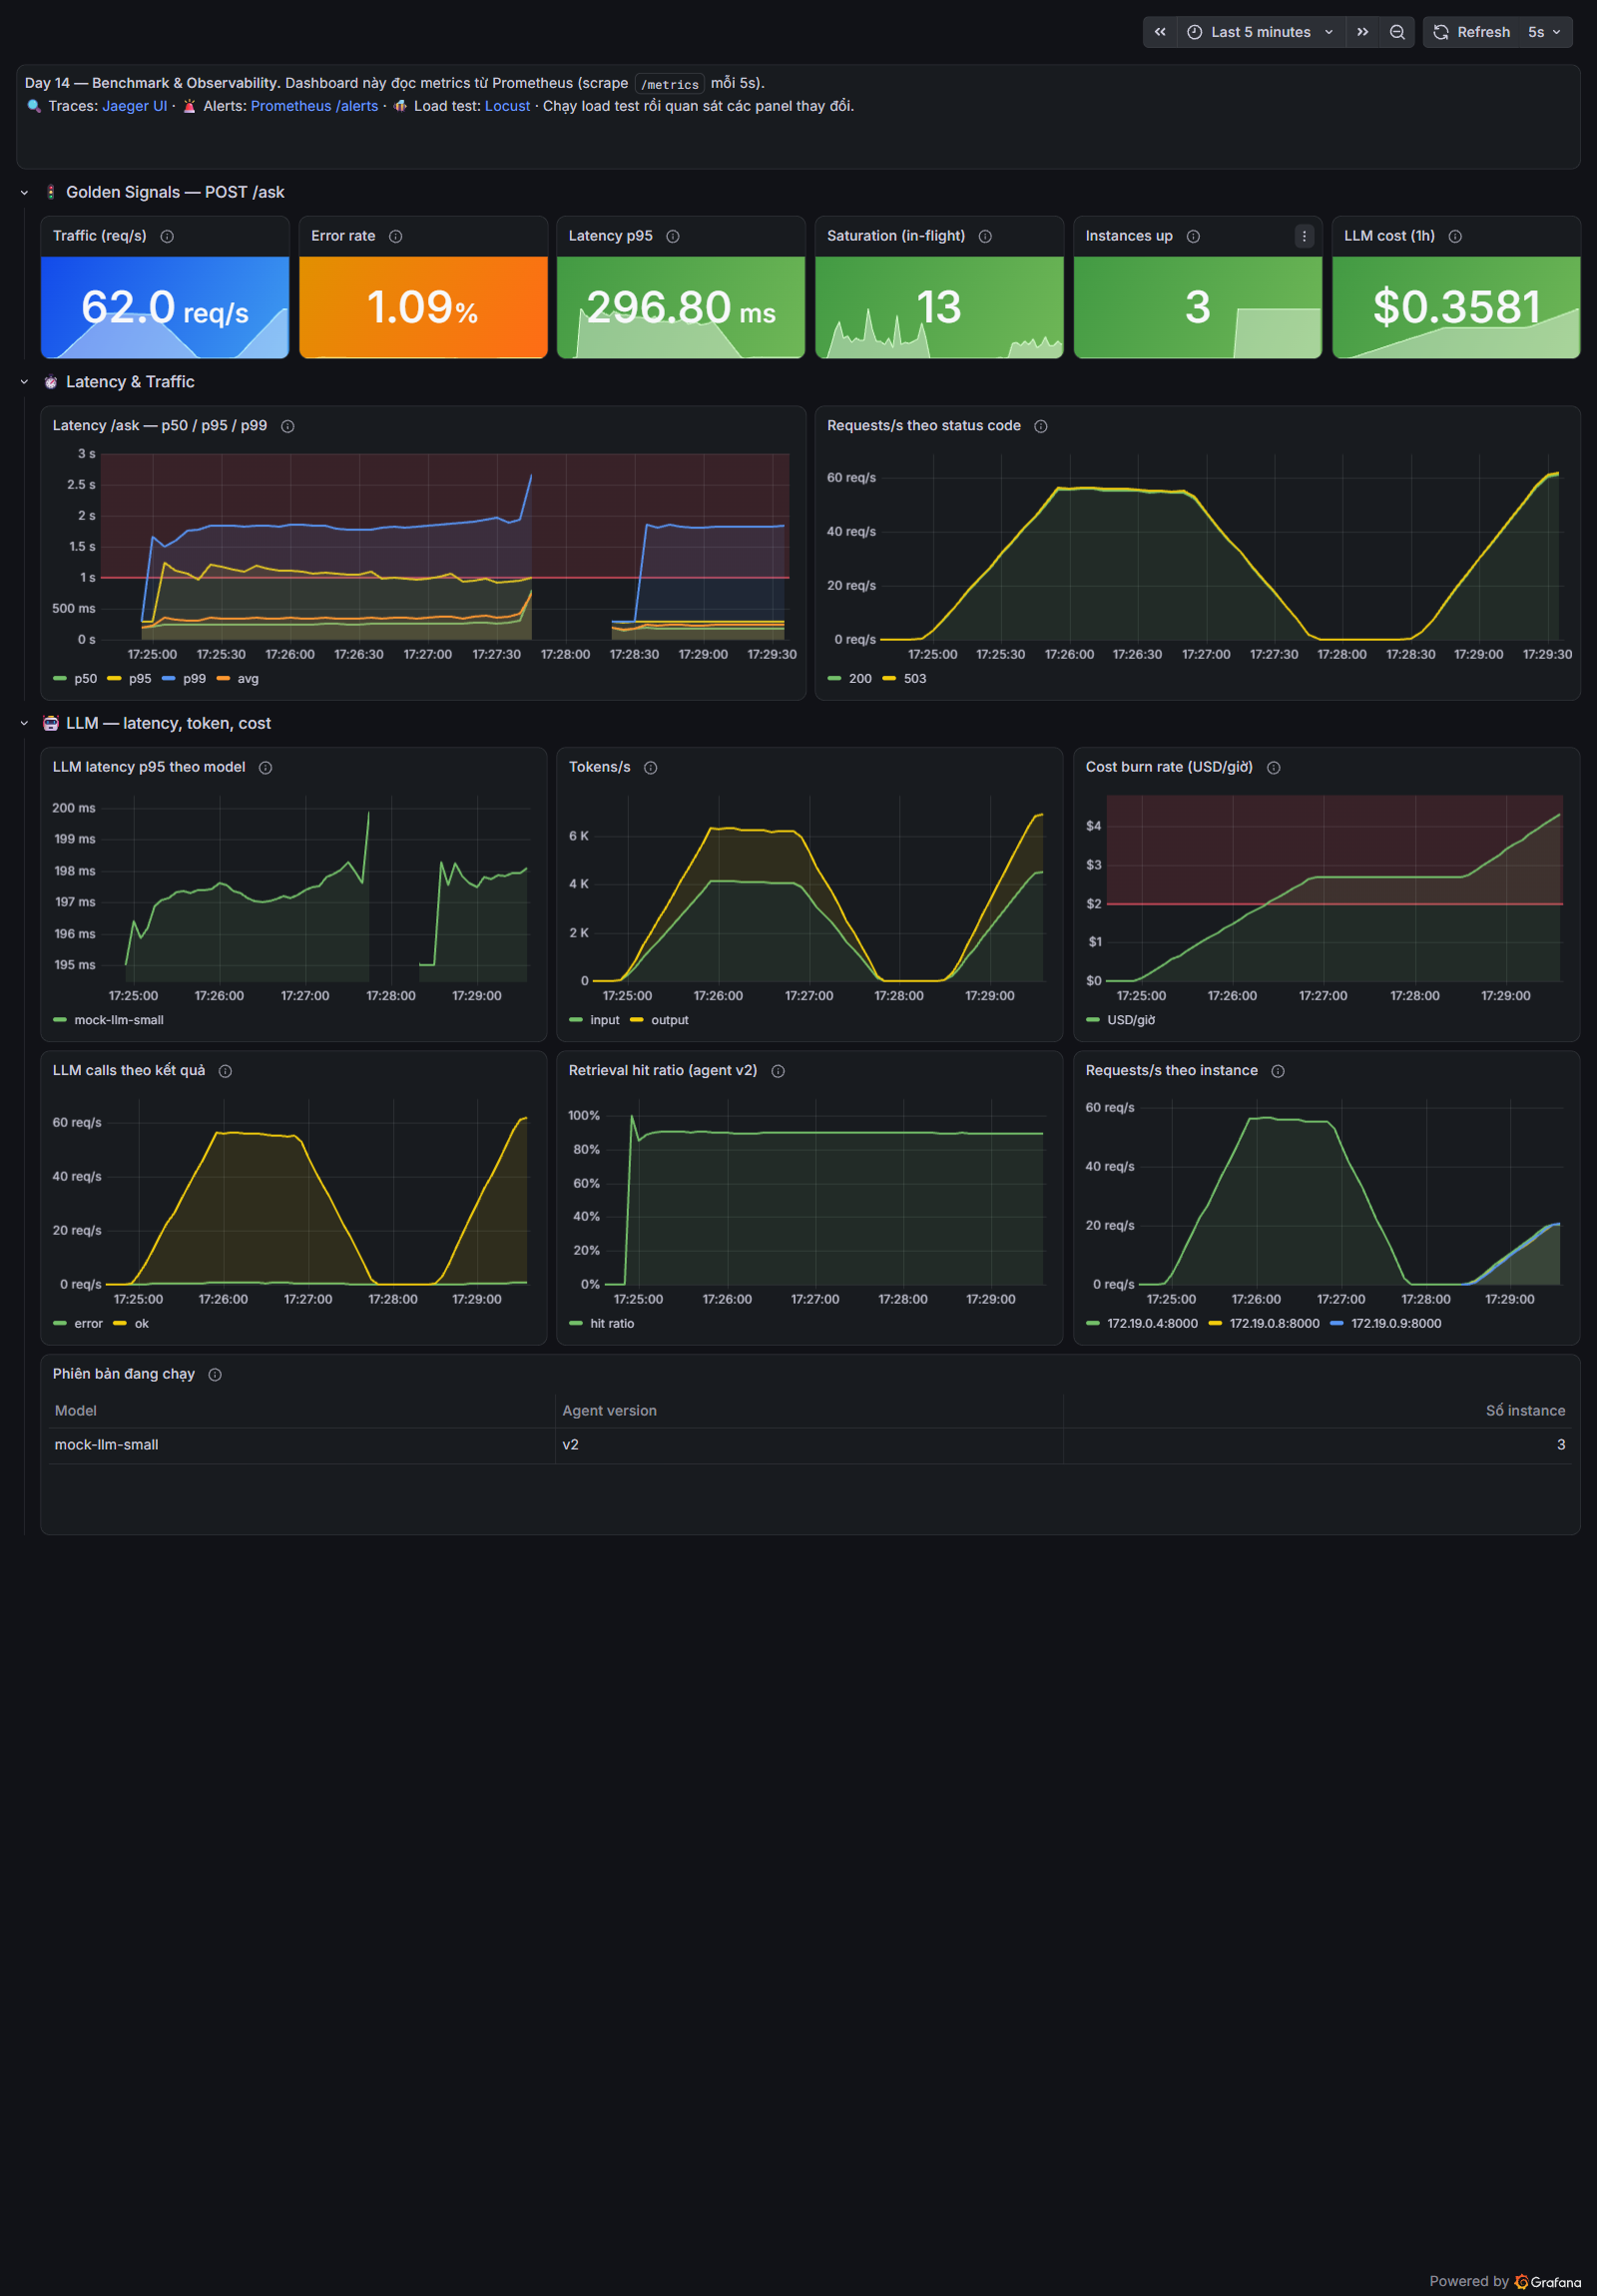 Last 5 minutes
Refresh 5s
Day 14 — Benchmark & Observability. Dashboard này đọc metrics từ Prometheus (scrape /metrics mỗi 5s).
Traces: Jaeger UI · Alerts: Prometheus /alerts · Load test: Locust · Chạy load test rồi quan sát các panel thay đổi.
Golden Signals — POST /ask
Traffic (req/s)
62.0 req/s
Error rate
1.09%
Latency p95
296.80 ms
Saturation (in-flight)
13
Instances up
3
LLM cost (1h)
$0.3581
Latency & Traffic
Latency /ask — p50 / p95 / p99
3 s
2.5 s
2 s
1.5 s
1 s
500 ms
0 s
17:25:00 17:25:30 17:26:00 17:26:30 17:27:00 17:27:30 17:28:00 17:28:30 17:29:00 17:29:30
p50 p95 p99 avg
Requests/s theo status code
60 req/s
40 req/s
20 req/s
0 req/s
17:25:00 17:25:30 17:26:00 17:26:30 17:27:00 17:27:30 17:28:00 17:28:30 17:29:00 17:29:30
200 503
LLM — latency, token, cost
LLM latency p95 theo model
200 ms
199 ms
198 ms
197 ms
196 ms
195 ms
17:25:00 17:26:00 17:27:00 17:28:00 17:29:00
mock-llm-small
Tokens/s
6 K
4 K
2 K
0
17:25:00 17:26:00 17:27:00 17:28:00 17:29:00
input output
Cost burn rate (USD/giờ)
$4
$3
$2
$1
$0
17:25:00 17:26:00 17:27:00 17:28:00 17:29:00
USD/giờ
LLM calls theo kết quả
60 req/s
40 req/s
20 req/s
0 req/s
17:25:00 17:26:00 17:27:00 17:28:00 17:29:00
error ok
Retrieval hit ratio (agent v2)
100%
80%
60%
40%
20%
0%
17:25:00 17:26:00 17:27:00 17:28:00 17:29:00
hit ratio
Requests/s theo instance
60 req/s
40 req/s
20 req/s
0 req/s
17:25:00 17:26:00 17:27:00 17:28:00 17:29:00
172.19.0.4:8000 172.19.0.8:8000 172.19.0.9:8000
Phiên bản đang chạy
Model Agent version Số instance
mock-llm-small v2 3
Powered by Grafana